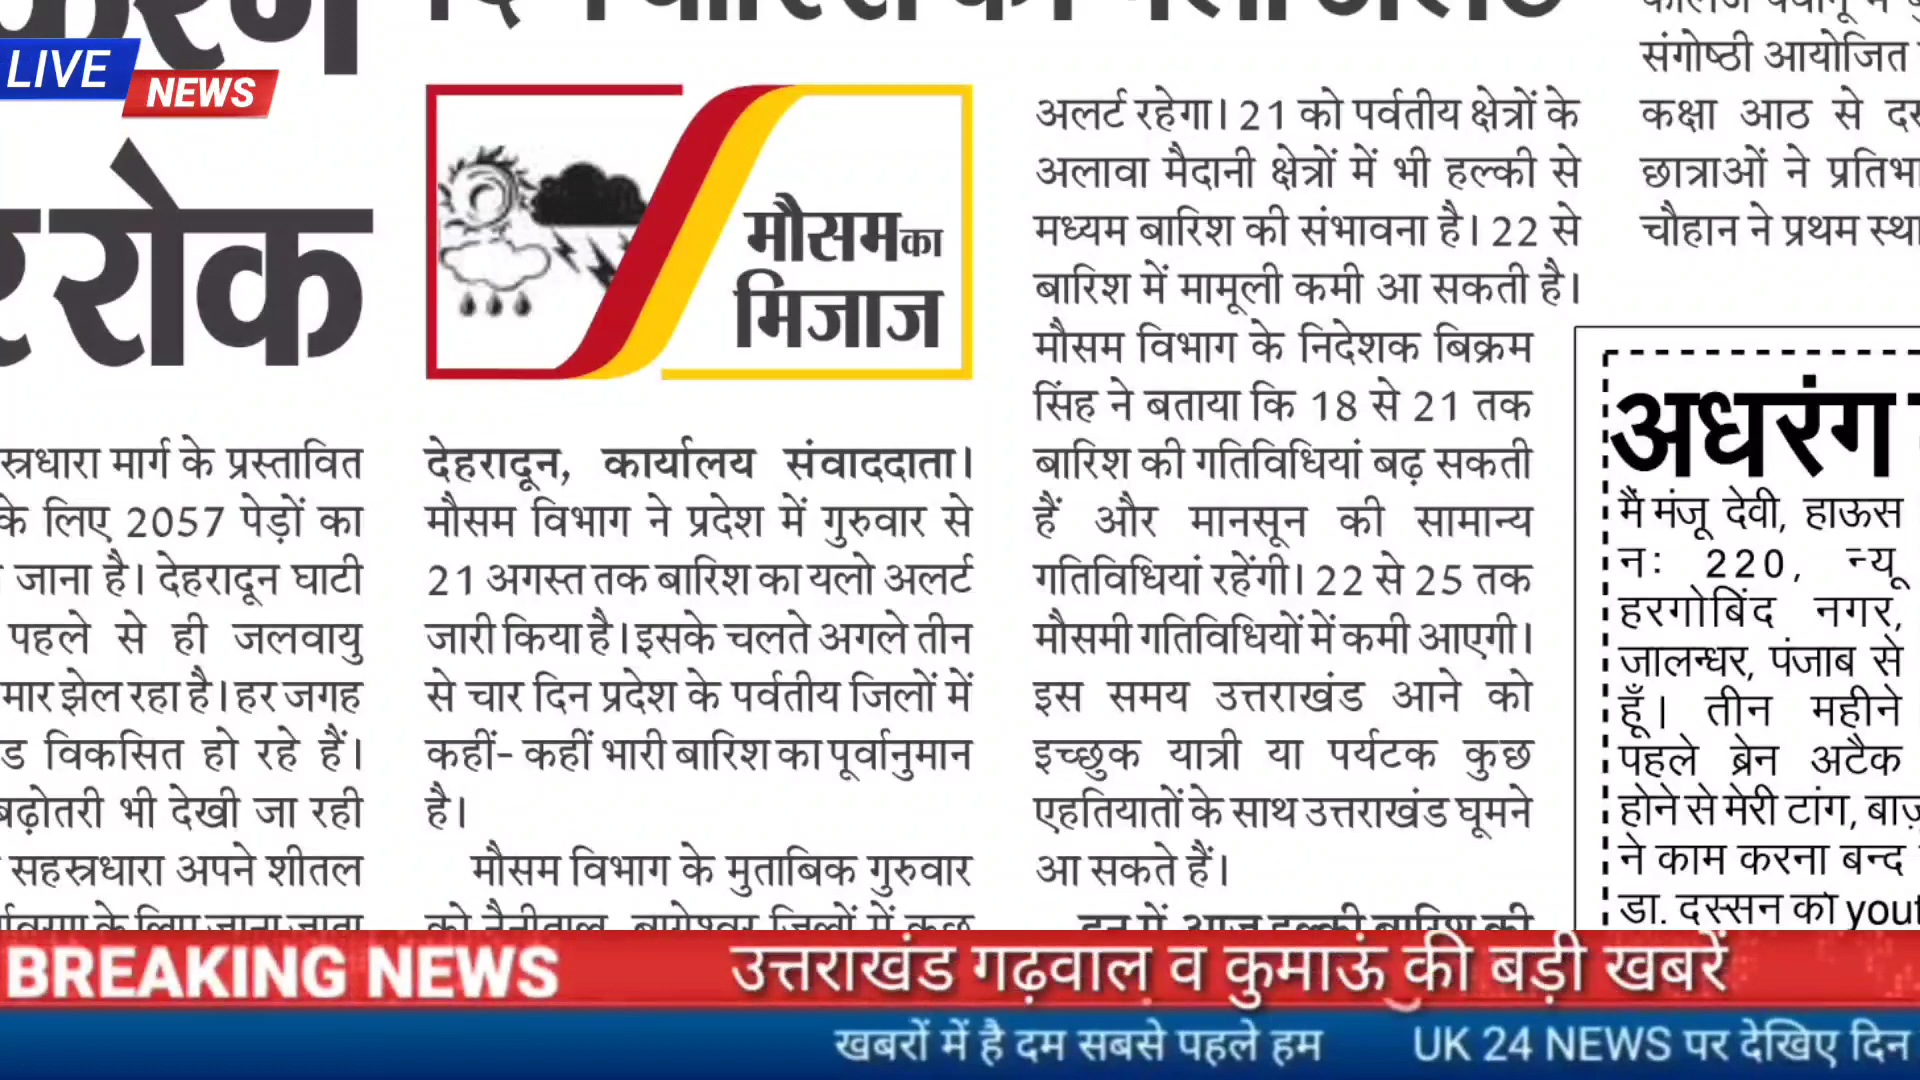 LIVE
NEWS
र रोक
स्रधारा मार्ग के प्रस्तावित
के लिए 2057 पेड़ों का
जाना है। देहरादून घाटी
पहले से ही जलवायु
मार झेल रहा है। हर जगह
विकसित हो रहे हैं।
बढ़ोतरी भी देखी जा रही
सहस्रधारा अपने शीतल
मौसम का
मिजाज
देहरादून, कार्यालय संवाददाता।
मौसम विभाग ने प्रदेश में गुरुवार से
21 अगस्त तक बारिश का यलो अलर्ट
जारी किया है। इसके चलते अगले तीन
से चार दिन प्रदेश के पर्वतीय जिलों में
कहीं- कहीं भारी बारिश का पूर्वानुमान
है।
मौसम विभाग के मुताबिक गुरुवार
को नैनीताल, बागेश्वर जिलों में कुछ
अलर्ट रहेगा। 21 को पर्वतीय क्षेत्रों के
अलावा मैदानी क्षेत्रों में भी हल्की से
मध्यम बारिश की संभावना है। 22 से
बारिश में मामूली कमी आ सकती है।
मौसम विभाग के निदेशक बिक्रम
सिंह ने बताया कि 18 से 21 तक
बारिश की गतिविधियां बढ़ सकती
हैं और मानसून की सामान्य
गतिविधियां रहेंगी। 22 से 25 तक
मौसमी गतिविधियों में कमी आएगी।
इस समय उत्तराखंड आने को
इच्छुक यात्री या पर्यटक कुछ
एहतियातों के साथ उत्तराखंड घूमने
आ सकते हैं।
संगोष्ठी आयोजित
कक्षा आठ से दस
छात्राओं ने प्रतिभा
चौहान ने प्रथम स्था
अधरंग
मैं मंजू देवी, हाऊस
नः 220, न्यू
हरगोबिंद नगर,
जालन्धर, पंजाब से
हूँ। तीन महीने
पहले ब्रेन अटैक
होने से मेरी टांग, बाज़ू
ने काम करना बन्द
डा. दस्सन को yout
BREAKING NEWS
उत्तराखंड गढ़वाल व कुमाऊं की बड़ी खबरें
खबरों में है दम सबसे पहले हम UK 24 NEWS पर देखिए दिन